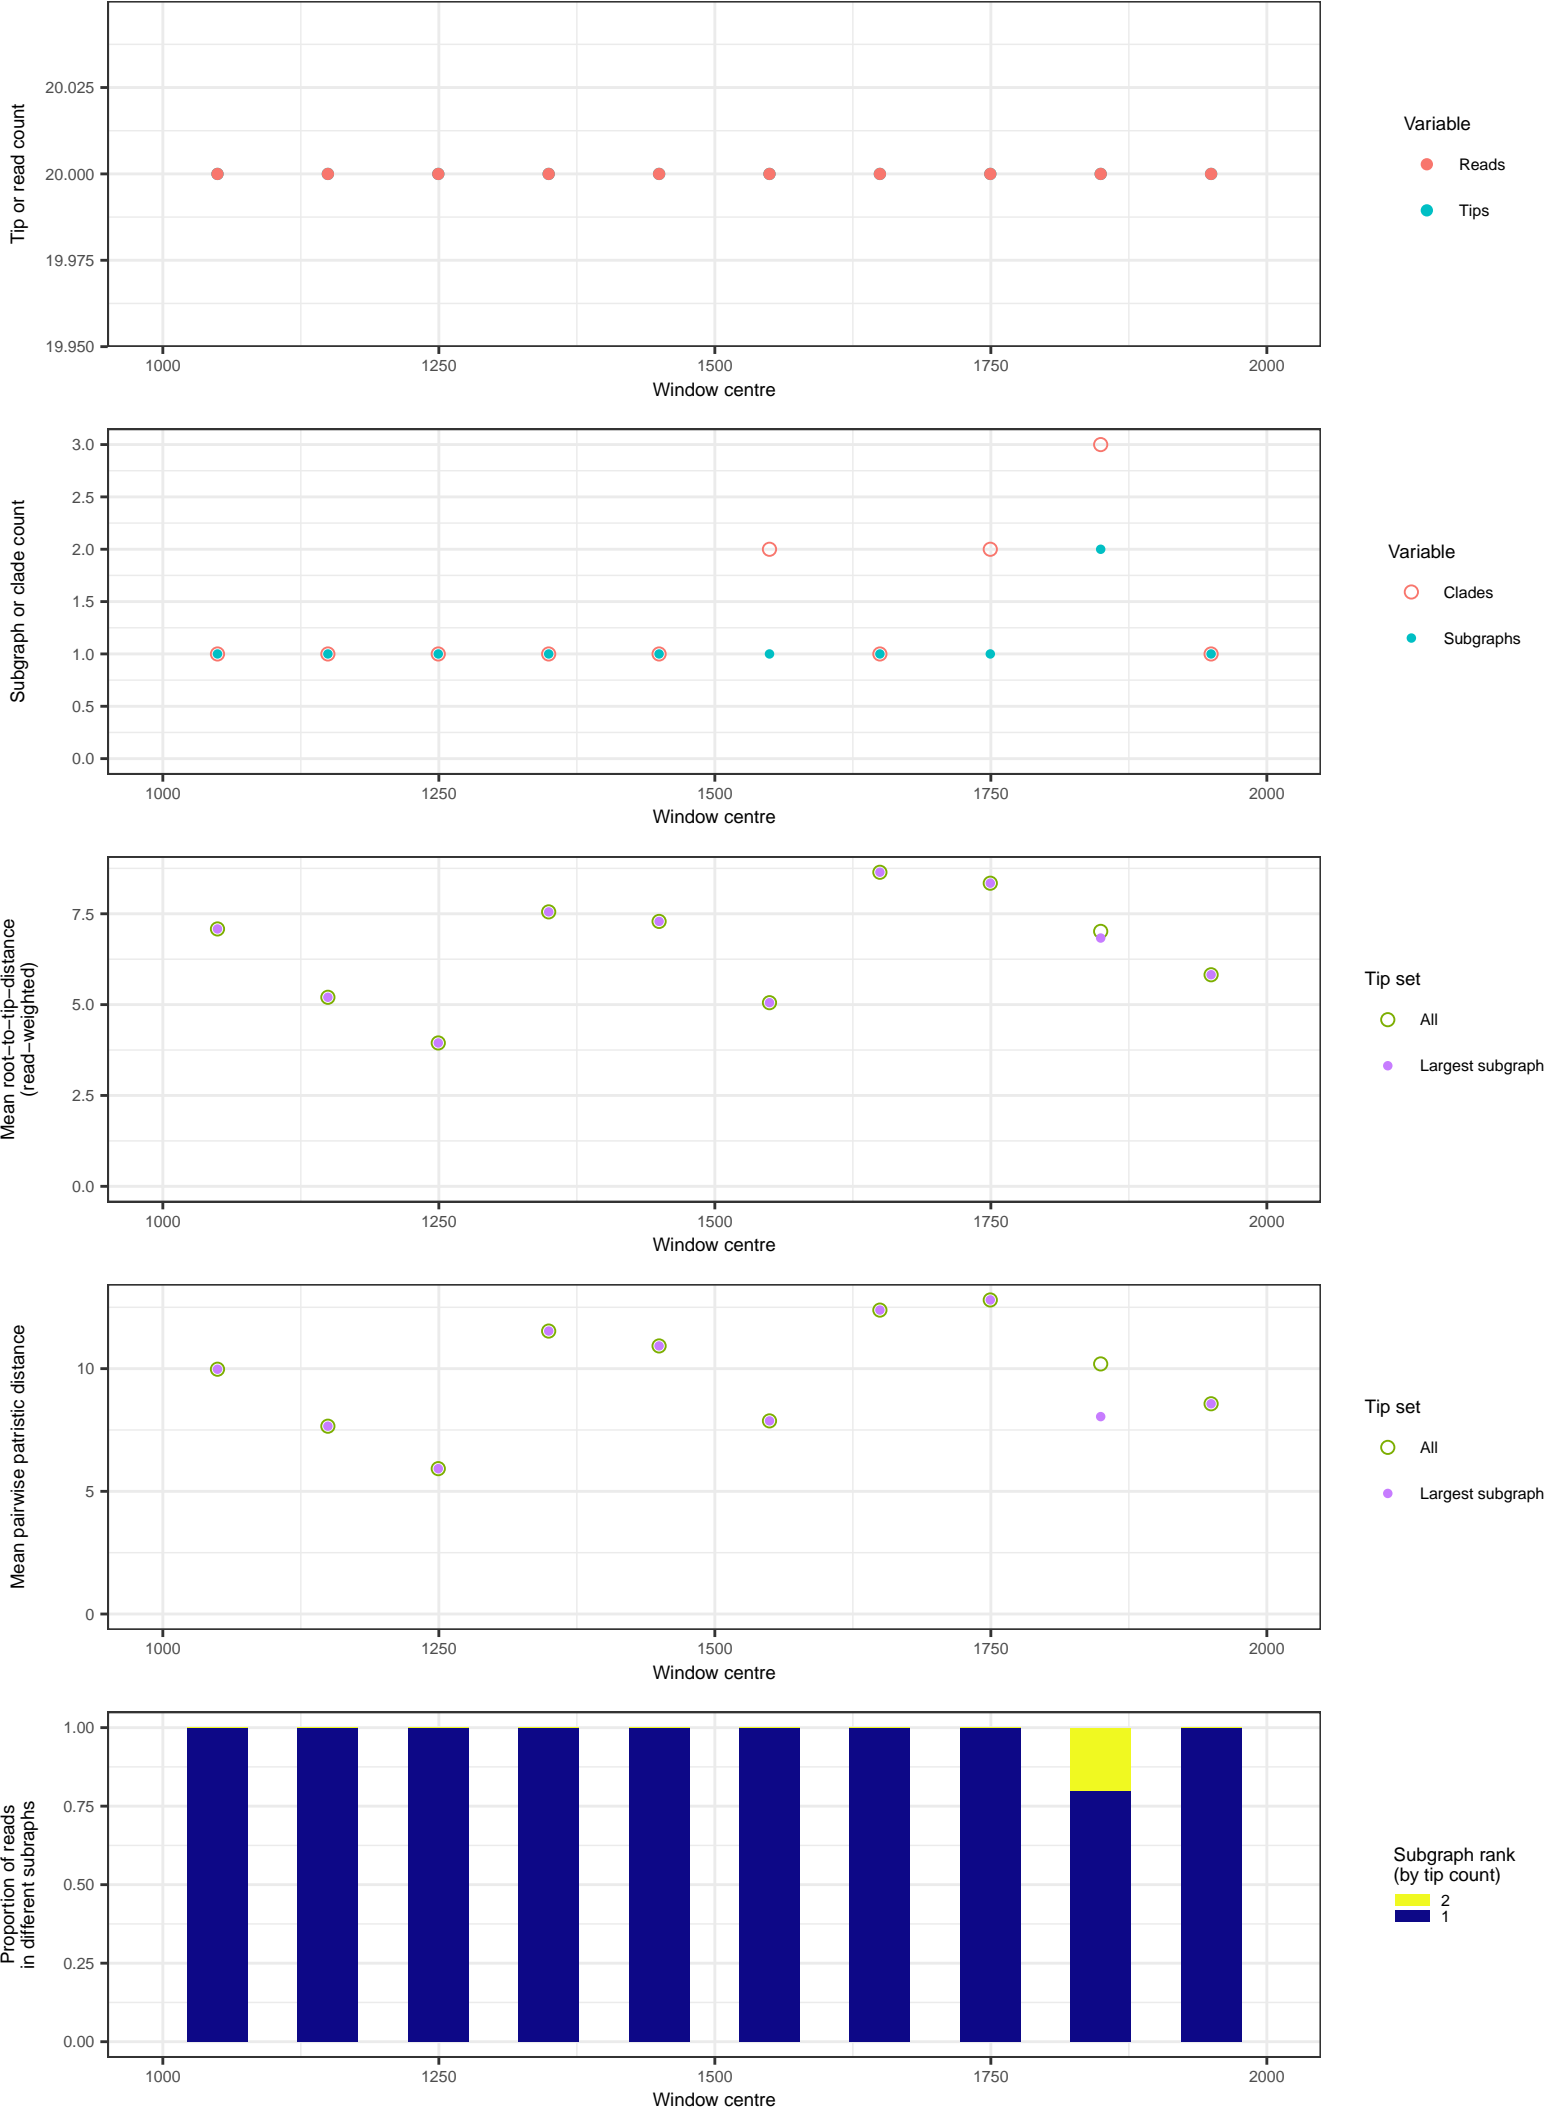 Tip or read count
20.025
20.000
19.975
19.950
1000 1250 1500 1750 2000
Window centre
Variable
Reads
Tips
Subgraph or clade count
3.0
2.5
2.0
1.5
1.0
0.5
0.0
1000 1250 1500 1750 2000
Window centre
Variable
Clades
Subgraphs
Mean root−to−tip−distance
(read−weighted)
7.5
5.0
2.5
0.0
1000 1250 1500 1750 2000
Window centre
Tip set
All
Largest subgraph
Mean pairwise patristic distance
10
5
0
1000 1250 1500 1750 2000
Window centre
Tip set
All
Largest subgraph
Proportion of reads
in different subraphs
1.00
0.75
0.50
0.25
0.00
1000 1250 1500 1750 2000
Window centre
Subgraph rank
(by tip count)
2
1